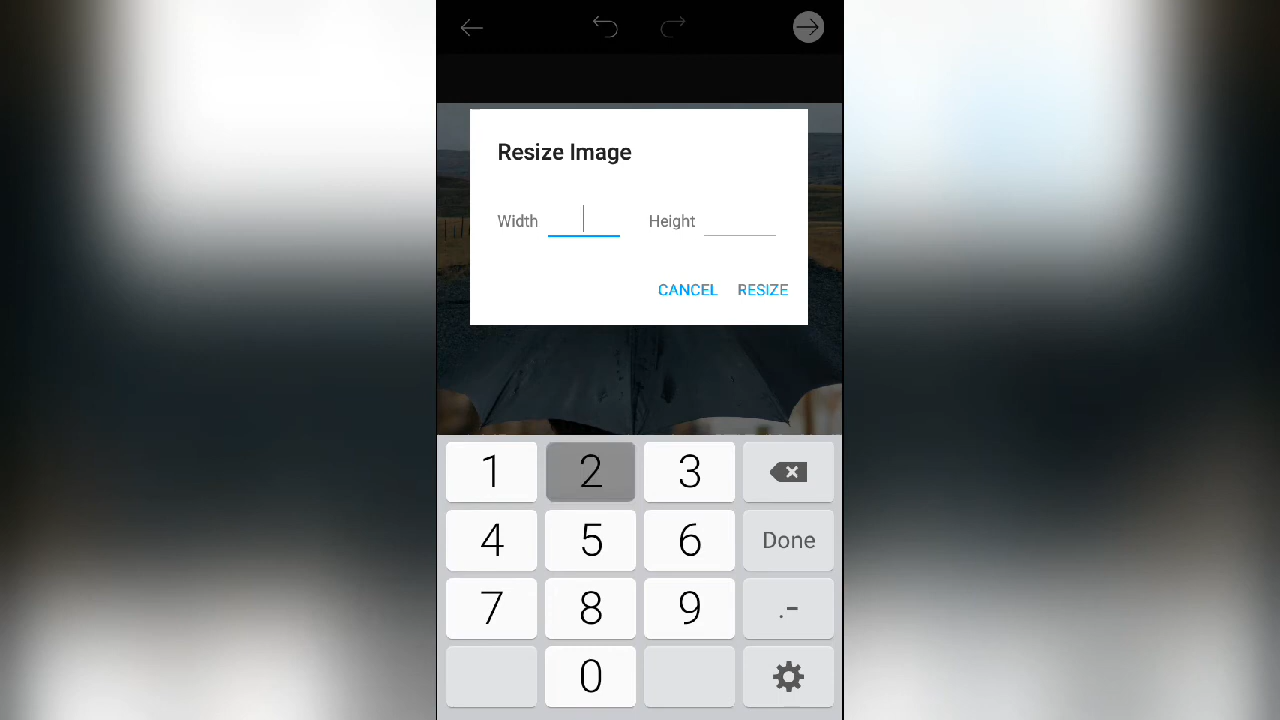 Resize Image
Width Height
CANCEL RESIZE
1 2 3
4 5 6 Done
7 8 9 .-
0